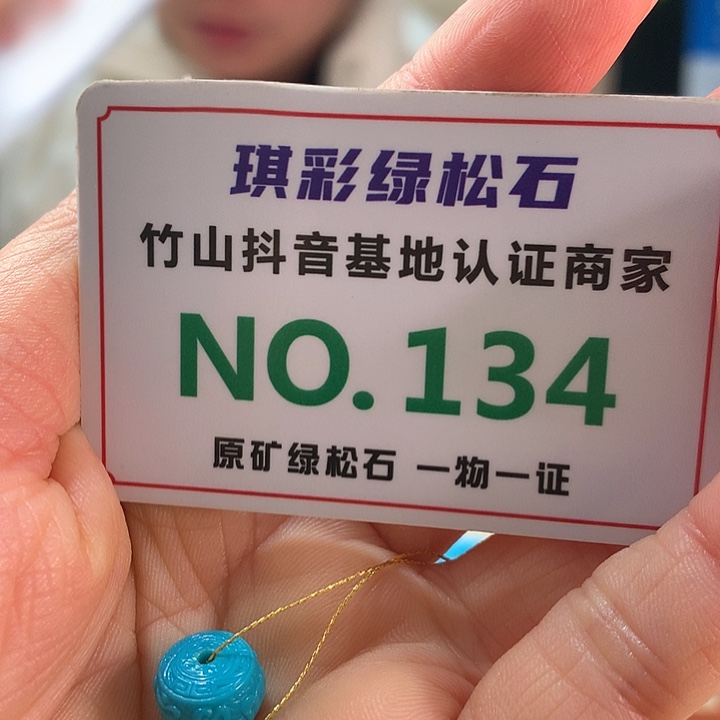 琪彩绿松石
竹山抖音基地认证商家
NO.134
原矿绿松石 一物一证